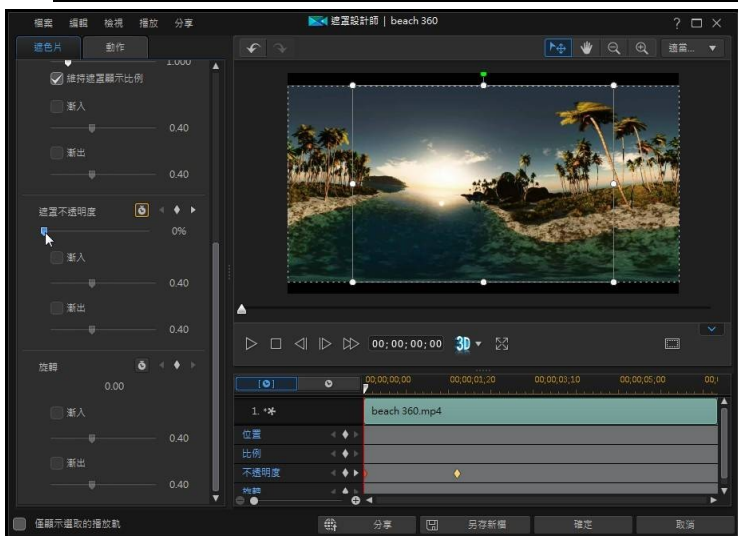 檔案 編輯 檢視 播放 分享 遮罩設計師 | beach 360 ?
遮色片 動作
適當...
1.000
維持遮罩顯示比例
漸入
0.40
漸出
0.40
遮罩不透明度
0%
漸入
0.40
漸出
0.40
00;00;00;00 3D
旋轉
0.00
漸入
0.40
漸出
0.40
00;00;00;00 00;00;01;20 00;00;03;10 00;00;05;00 00;
1. beach 360.mp4
位置
比例
不透明度
旋轉
僅顯示選取的播放軌 分享 另存新檔 確定 取消